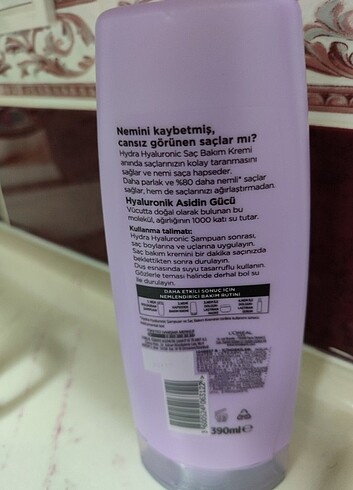 Nemini kaybetmiş,
cansız görünen saçlar mı?
Hydra Hyaluronic Saç Bakım Kremi
anında saçlarınızın kolay taranmasını
sağlar ve nemi saça hapseder.
Daha parlak ve %80 daha nemli* saçlar
sağlar, hem de saçlarınızı ağırlaştırmadan.
Hyaluronik Asidin Gücü
Vücutta doğal olarak bulunan bu
molekül, ağırlığının 1000 katı su tutar.
Kullanma talimatı:
Hydra Hyaluronic Şampuan sonrası,
saç boylarına ve uçlarına uygulayın.
Saç bakım kremini bir dakika saçınızda
beklettikten sonra durulayın.
Duş esnasında suyu tasarruflu kullanın.
Gözlerle teması halinde derhal bol su
ile durulayın.
DAHA ETKİLİ SONUÇ İÇİN
NEMLENDİRİCİ BAKIM RUTİNİ
L'OREAL
390ml e